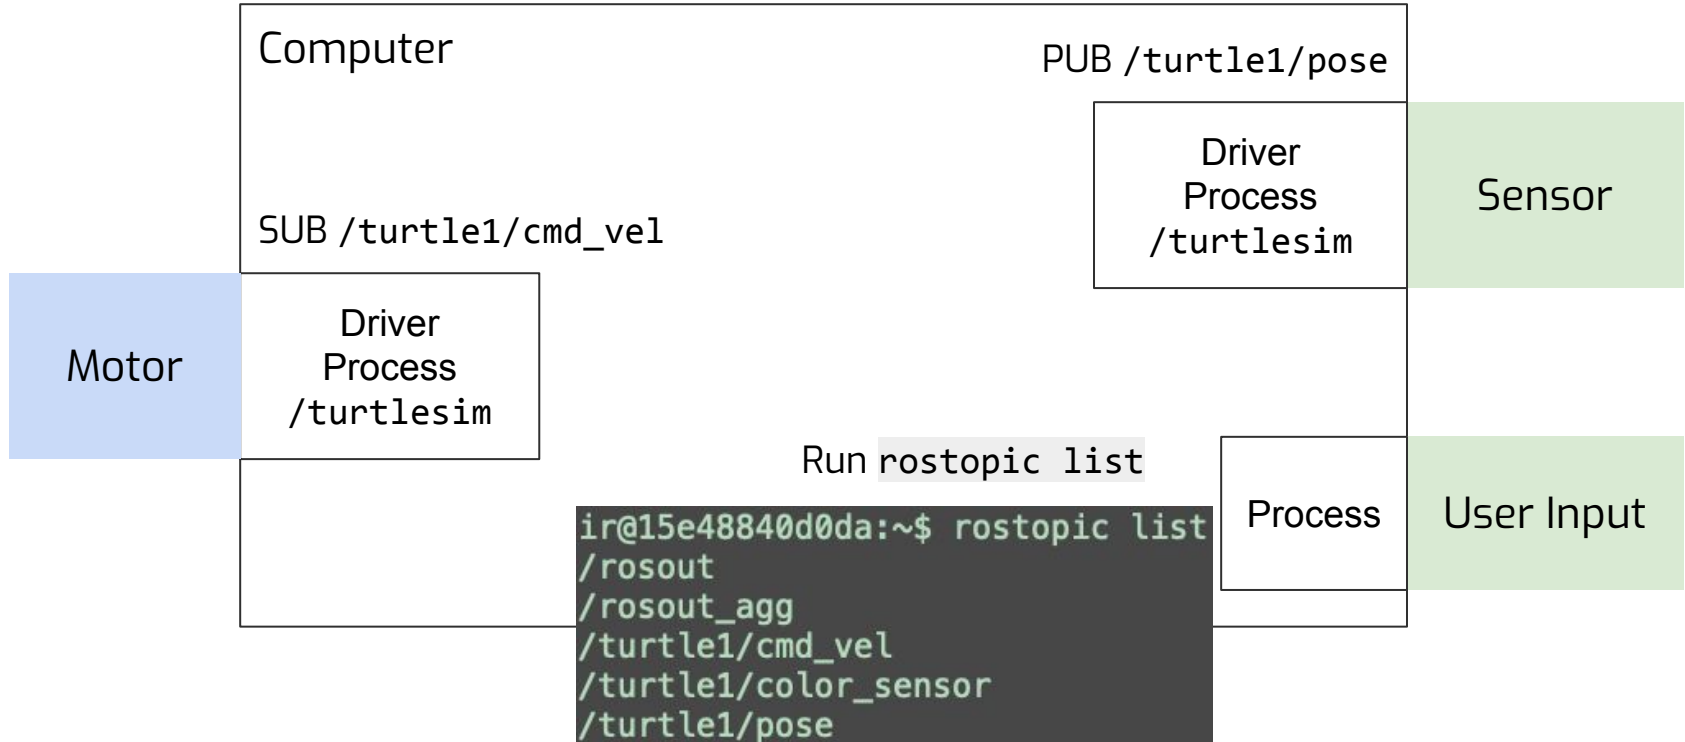 Computer
PUB /turtle1/pose
Driver
Process
/turtlesim
Sensor
SUB /turtle1/cmd_vel
Motor
Driver
Process
/turtlesim
Run rostopic list
Process
User Input
ir@15e48840d0da:~$ rostopic list
/rosout
/rosout_agg
/turtle1/cmd_vel
/turtle1/color_sensor
/turtle1/pose